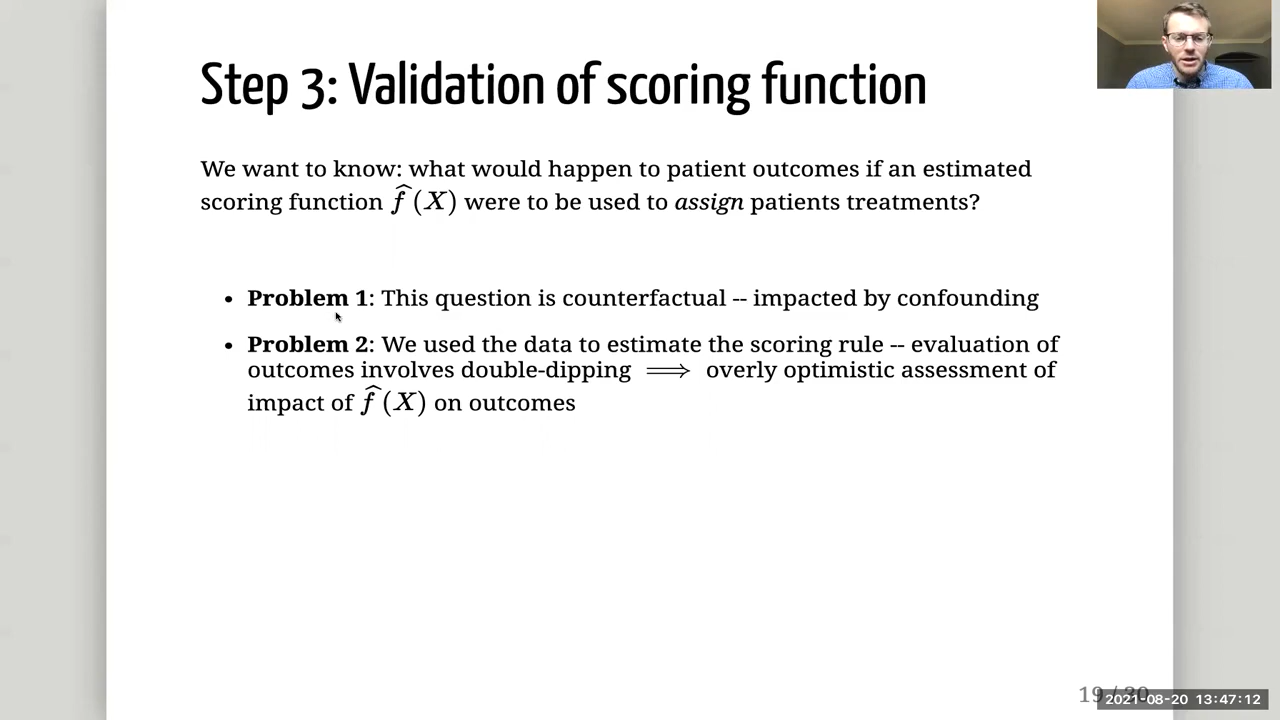 Step 3: Validation of scoring function
We want to know: what would happen to patient outcomes if an estimated
scoring function f̂(X) were to be used to assign patients treatments?
• Problem 1: This question is counterfactual -- impacted by confounding
• Problem 2: We used the data to estimate the scoring rule -- evaluation of
outcomes involves double-dipping ⟹ overly optimistic assessment of
impact of f̂(X) on outcomes
19 / 30
2021-08-20 13:47:12